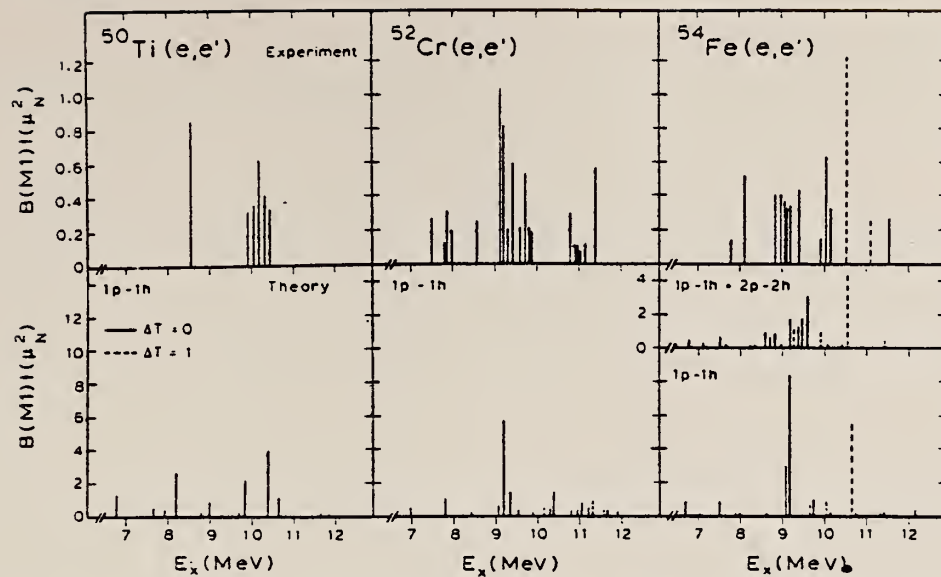 ⁵⁰Ti(e,e') Experiment
⁵²Cr(e,e')
⁵⁴Fe(e,e')
B(M1)↑(μ²N)
1.2
1.0
0.8
0.6
0.4
0.2
0
1p-1h Theory
1p-1h
1p-1h + 2p-2h
4
2
0
1p-1h
ΔT = 0
ΔT = 1
B(M1)↑(μ²N)
12
10
8
6
4
2
0
7 8 9 10 11 12
7 8 9 10 11 12
7 8 9 10 11 12
Eₓ(MeV)
Eₓ(MeV)
Eₓ(MeV)